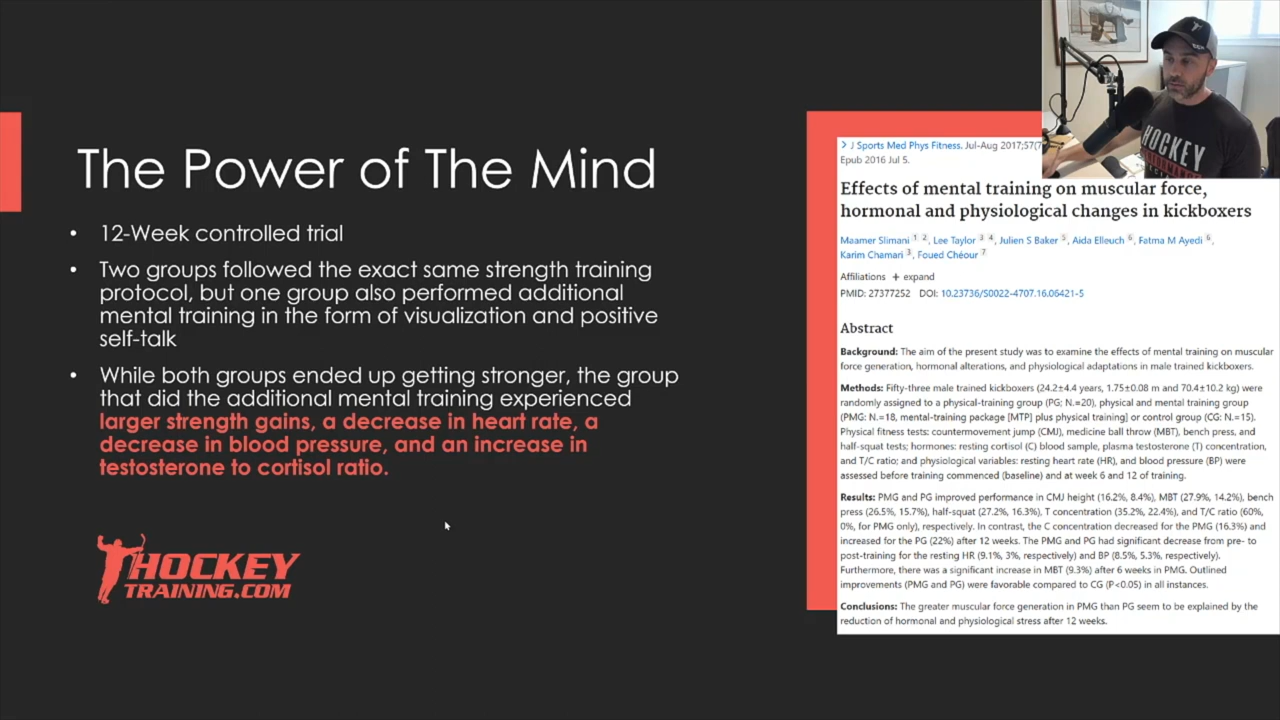 The Power of The Mind
• 12-Week controlled trial
• Two groups followed the exact same strength training
protocol, but one group also performed additional
mental training in the form of visualization and positive
self-talk
• While both groups ended up getting stronger, the group
that did the additional mental training experienced
larger strength gains, a decrease in heart rate, a
decrease in blood pressure, and an increase in
testosterone to cortisol ratio.
HOCKEY
TRAINING.COM
> J Sports Med Phys Fitness. Jul-Aug 2017;57(7
Epub 2016 Jul 5.
Effects of mental training on muscular force,
hormonal and physiological changes in kickboxers
Maamer Slimani 1 2, Lee Taylor 3 4, Julien S Baker 5, Aida Elleuch 6, Fatma M Ayedi 6,
Karim Chamari 3, Foued Chéour 7
Affiliations + expand
PMID: 27377252 DOI: 10.23736/S0022-4707.16.06421-5
Abstract
Background: The aim of the present study was to examine the effects of mental training on muscular
force generation, hormonal alterations, and physiological adaptations in male trained kickboxers.
Methods: Fifty-three male trained kickboxers (24.2±4.4 years, 1.75±0.08 m and 70.4±10.2 kg) were
randomly assigned to a physical-training group (PG; N.=20), physical and mental training group
(PMG: N.=18, mental-training package [MTP] plus physical training] or control group (CG: N.=15).
Physical fitness tests: countermovement jump (CMJ), medicine ball throw (MBT), bench press, and
half-squat tests; hormones: resting cortisol (C) blood sample, plasma testosterone (T) concentration,
and T/C ratio; and physiological variables: resting heart rate (HR), and blood pressure (BP) were
assessed before training commenced (baseline) and at week 6 and 12 of training.
Results: PMG and PG improved performance in CMJ height (16.2%, 8.4%), MBT (27.9%, 14.2%), bench
press (26.5%, 15.7%), half-squat (27.2%, 16.3%), T concentration (35.2%, 22.4%), and T/C ratio (60%,
0%, for PMG only), respectively. In contrast, the C concentration decreased for the PMG (16.3%) and
increased for the PG (22%) after 12 weeks. The PMG and PG had significant decrease from pre- to
post-training for the resting HR (9.1%, 3%, respectively) and BP (8.5%, 5.3%, respectively).
Furthermore, there was a significant increase in MBT (9.3%) after 6 weeks in PMG. Outlined
improvements (PMG and PG) were favorable compared to CG (P<0.05) in all instances.
Conclusions: The greater muscular force generation in PMG than PG seem to be explained by the
reduction of hormonal and physiological stress after 12 weeks.
HOCKEY